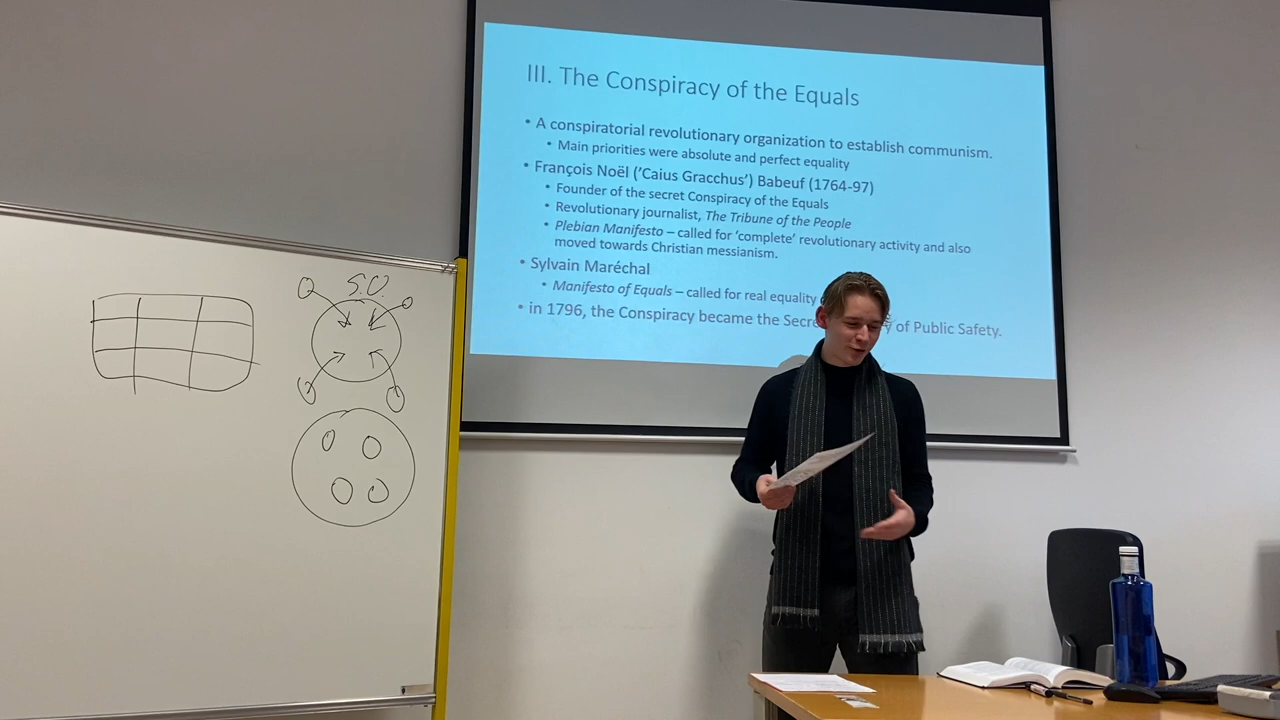 III. The Conspiracy of the Equals
• A conspiratorial revolutionary organization to establish communism.
• Main priorities were absolute and perfect equality
• François Noël ('Caius Gracchus') Babeuf (1764-97)
• Founder of the secret Conspiracy of the Equals
• Revolutionary journalist, The Tribune of the People
• Plebian Manifesto – called for 'complete' revolutionary activity and also
moved towards Christian messianism.
• Sylvain Maréchal
• Manifesto of Equals – called for real equality
• in 1796, the Conspiracy became the of Public Safety.